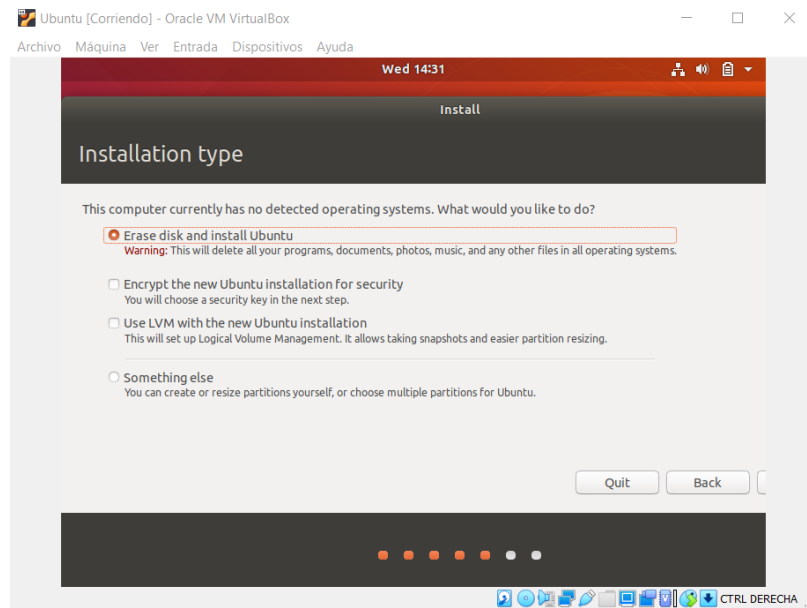 Ubuntu [Corriendo] - Oracle VM VirtualBox
Archivo Máquina Ver Entrada Dispositivos Ayuda
Wed 14:31
Install
Installation type
This computer currently has no detected operating systems. What would you like to do?
Erase disk and install Ubuntu
Warning: This will delete all your programs, documents, photos, music, and any other files in all operating systems.
Encrypt the new Ubuntu installation for security
You will choose a security key in the next step.
Use LVM with the new Ubuntu installation
This will set up Logical Volume Management. It allows taking snapshots and easier partition resizing.
Something else
You can create or resize partitions yourself, or choose multiple partitions for Ubuntu.
Quit Back
CTRL DERECHA